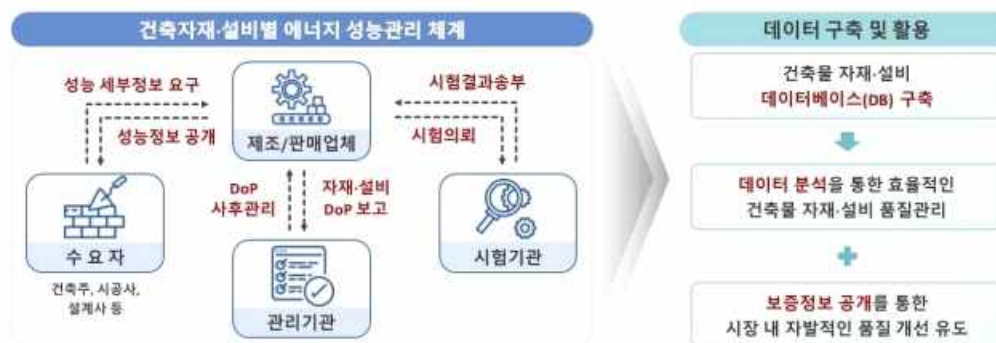 건축자재·설비별 에너지 성능관리 체계
성능 세부정보 요구
성능정보 공개
제조/판매업체
시험결과송부
시험의뢰
DoP
사후관리
자재·설비
DoP 보고
수 요 자
건축주, 시공사,
설계사 등
관리기관
시험기관
데이터 구축 및 활용
건축물 자재·설비
데이터베이스(DB) 구축
데이터 분석을 통한 효율적인
건축물 자재·설비 품질관리
보증정보 공개를 통한
시장 내 자발적인 품질 개선 유도